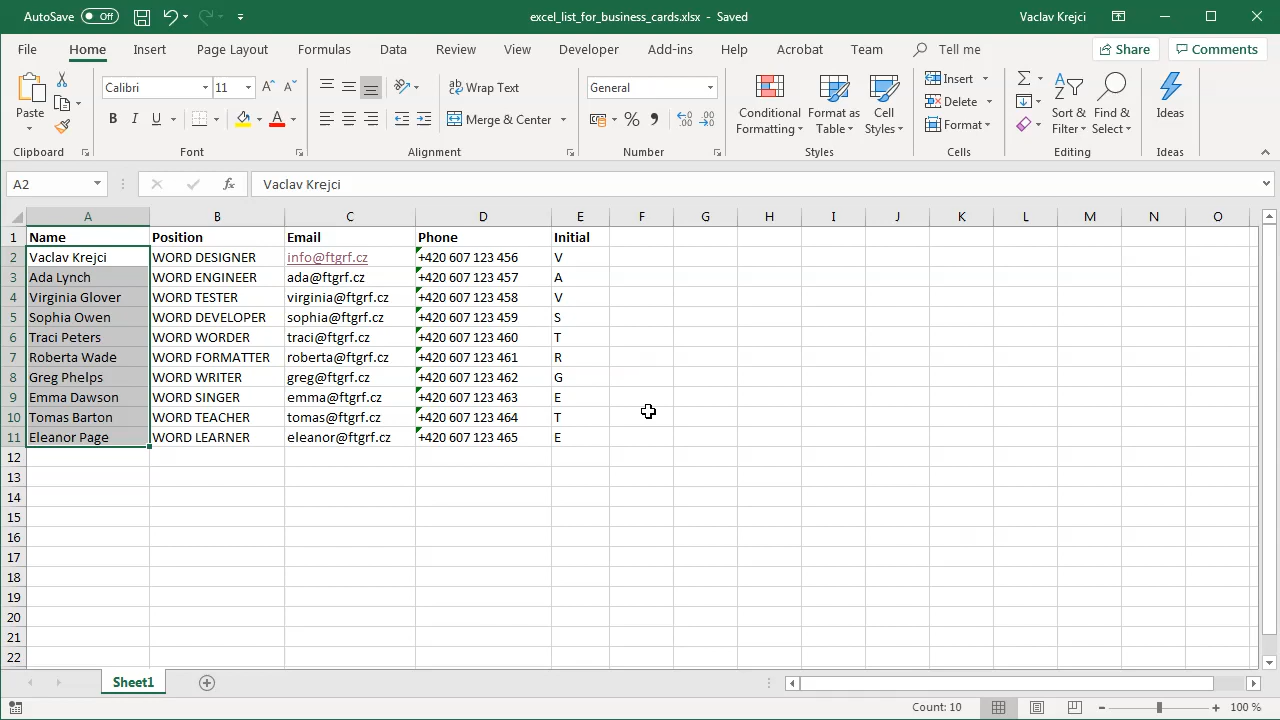 AutoSave Off excel_list_for_business_cards.xlsx - Saved Vaclav Krejci
File Home Insert Page Layout Formulas Data Review View Developer Add-ins Help Acrobat Team Tell me Share Comments
Calibri 11 Wrap Text General Insert
Paste B I U Merge & Center % Conditional Formatting Format as Table Cell Styles Delete Format Sort & Filter Find & Select Ideas
Clipboard Font Alignment Number Styles Cells Editing Ideas
A2 fx Vaclav Krejci
A B C D E F G H I J K L M N O
1 Name Position Email Phone Initial
2 Vaclav Krejci WORD DESIGNER info@ftgrf.cz +420 607 123 456 V
3 Ada Lynch WORD ENGINEER ada@ftgrf.cz +420 607 123 457 A
4 Virginia Glover WORD TESTER virginia@ftgrf.cz +420 607 123 458 V
5 Sophia Owen WORD DEVELOPER sophia@ftgrf.cz +420 607 123 459 S
6 Traci Peters WORD WORDER traci@ftgrf.cz +420 607 123 460 T
7 Roberta Wade WORD FORMATTER roberta@ftgrf.cz +420 607 123 461 R
8 Greg Phelps WORD WRITER greg@ftgrf.cz +420 607 123 462 G
9 Emma Dawson WORD SINGER emma@ftgrf.cz +420 607 123 463 E
10 Tomas Barton WORD TEACHER tomas@ftgrf.cz +420 607 123 464 T
11 Eleanor Page WORD LEARNER eleanor@ftgrf.cz +420 607 123 465 E
12
13
14
15
16
17
18
19
20
21
22
Sheet1
Count: 10 100 %